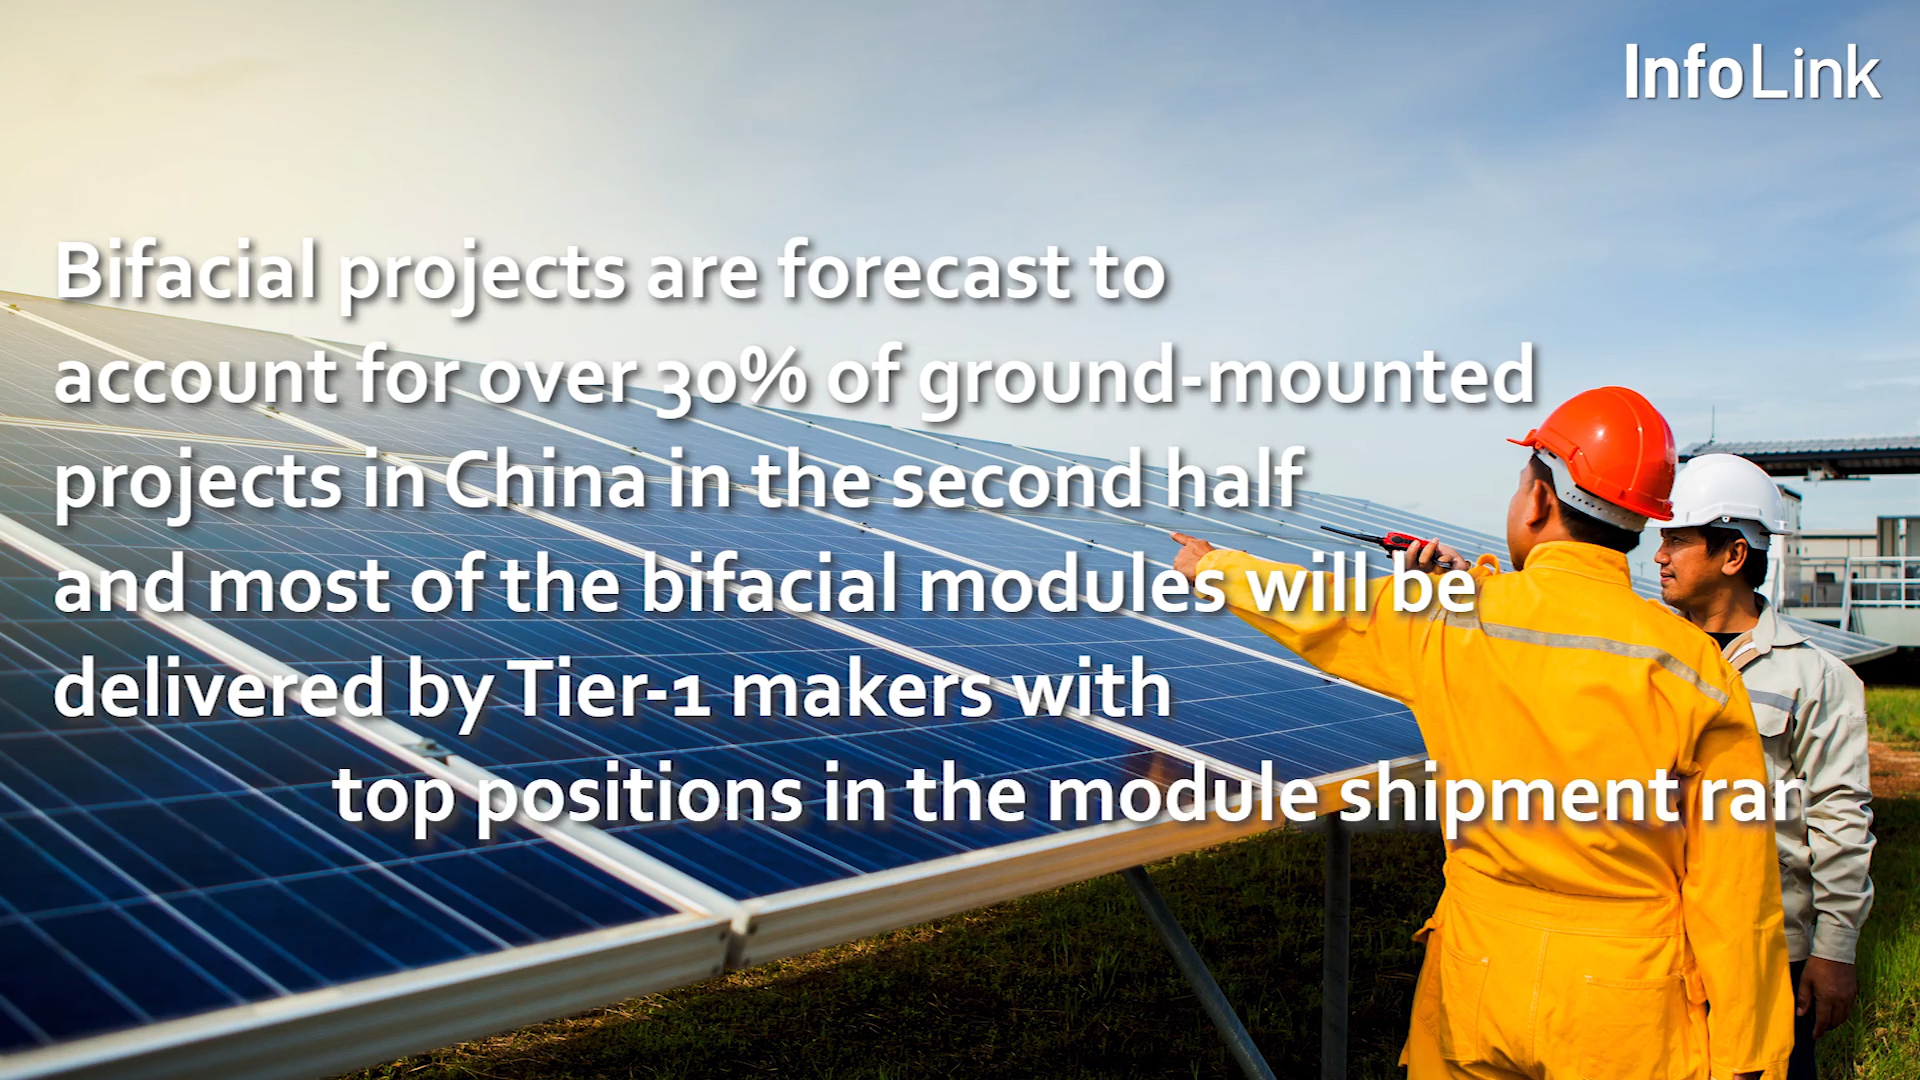 InfoLink
Bifacial projects are forecast to
account for over 30% of ground-mounted
projects in China in the second half
and most of the bifacial modules will be
delivered by Tier-1 makers with
top positions in the module shipment